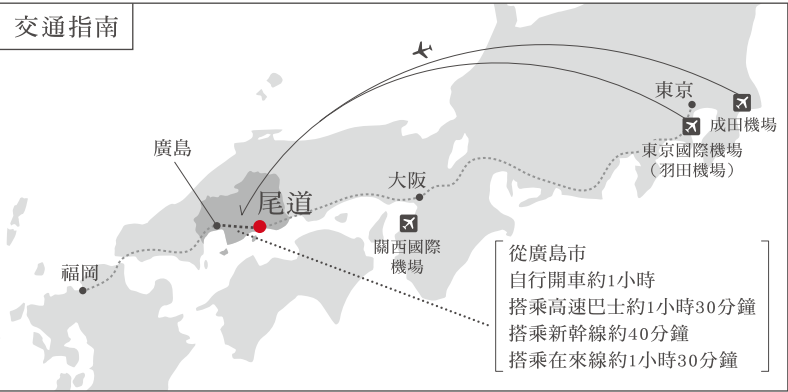 交通指南
東京
成田機場
東京國際機場
（羽田機場）
廣島
尾道
大阪
關西國際
機場
福岡
從廣島市
自行開車約1小時
搭乘高速巴士約1小時30分鐘
搭乘新幹線約40分鐘
搭乘在來線約1小時30分鐘